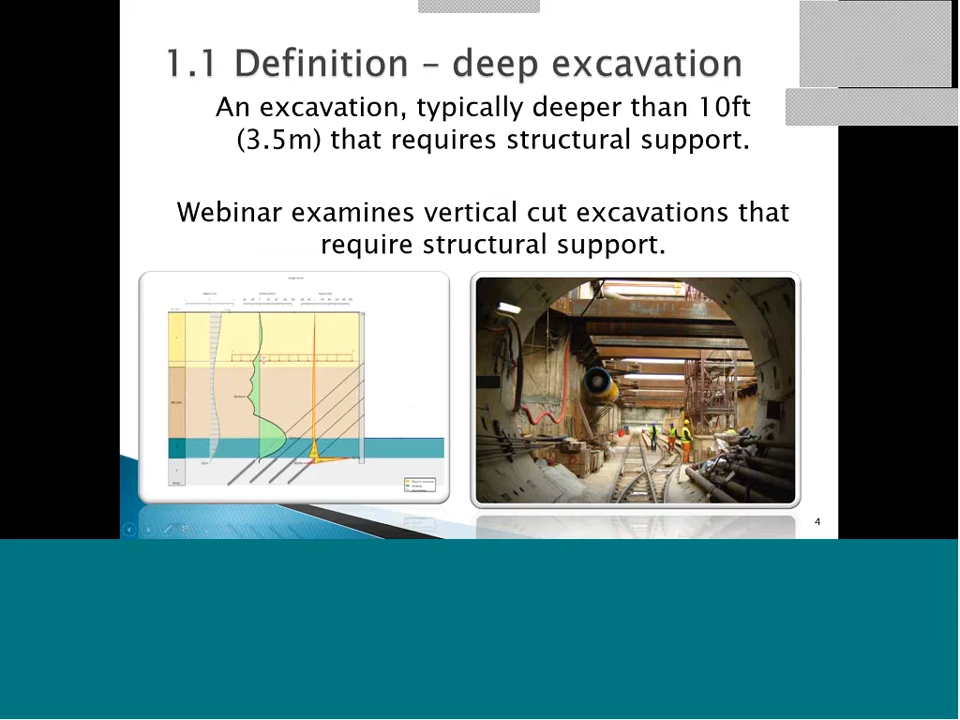 1.1 Definition – deep excavation
An excavation, typically deeper than 10ft
(3.5m) that requires structural support.
Webinar examines vertical cut excavations that
require structural support.
4